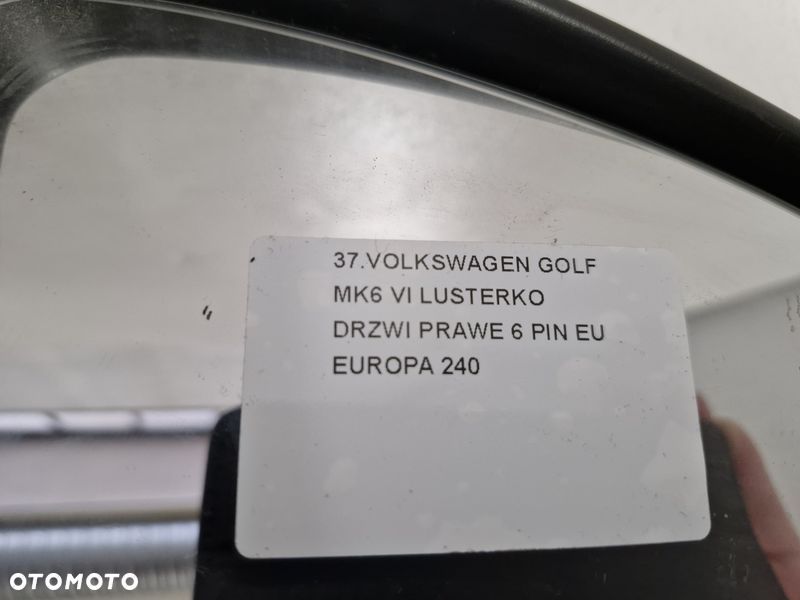 37.VOLKSWAGEN GOLF
MK6 VI LUSTERKO
DRZWI PRAWE 6 PIN EU
EUROPA 240
OTOMOTO